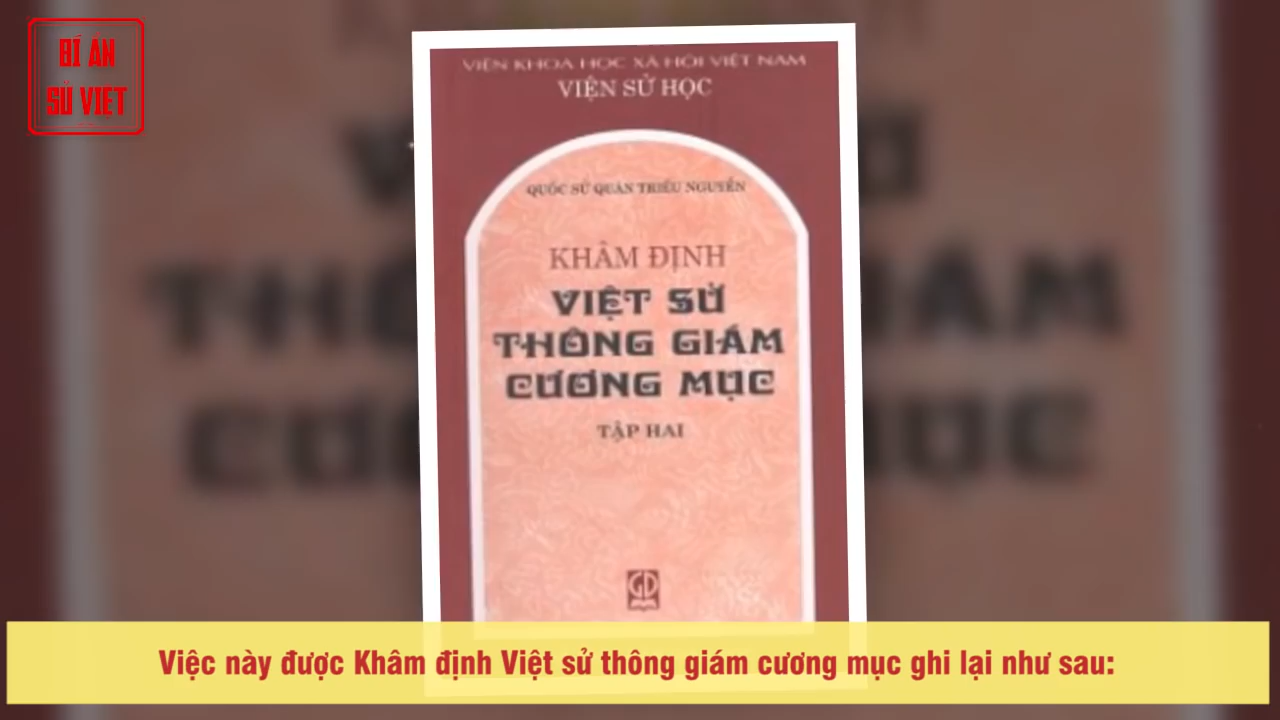 BÍ ẨN
SỬ VIỆT
VIỆN KHOA HỌC XÃ HỘI VIỆT NAM
VIỆN SỬ HỌC
QUỐC SỬ QUÁN TRIỀU NGUYỄN
KHÂM ĐỊNH
VIỆT SỬ
THÔNG GIÁM
CƯƠNG MỤC
TẬP HAI
GD
Việc này được Khâm định Việt sử thông giám cương mục ghi lại như sau: